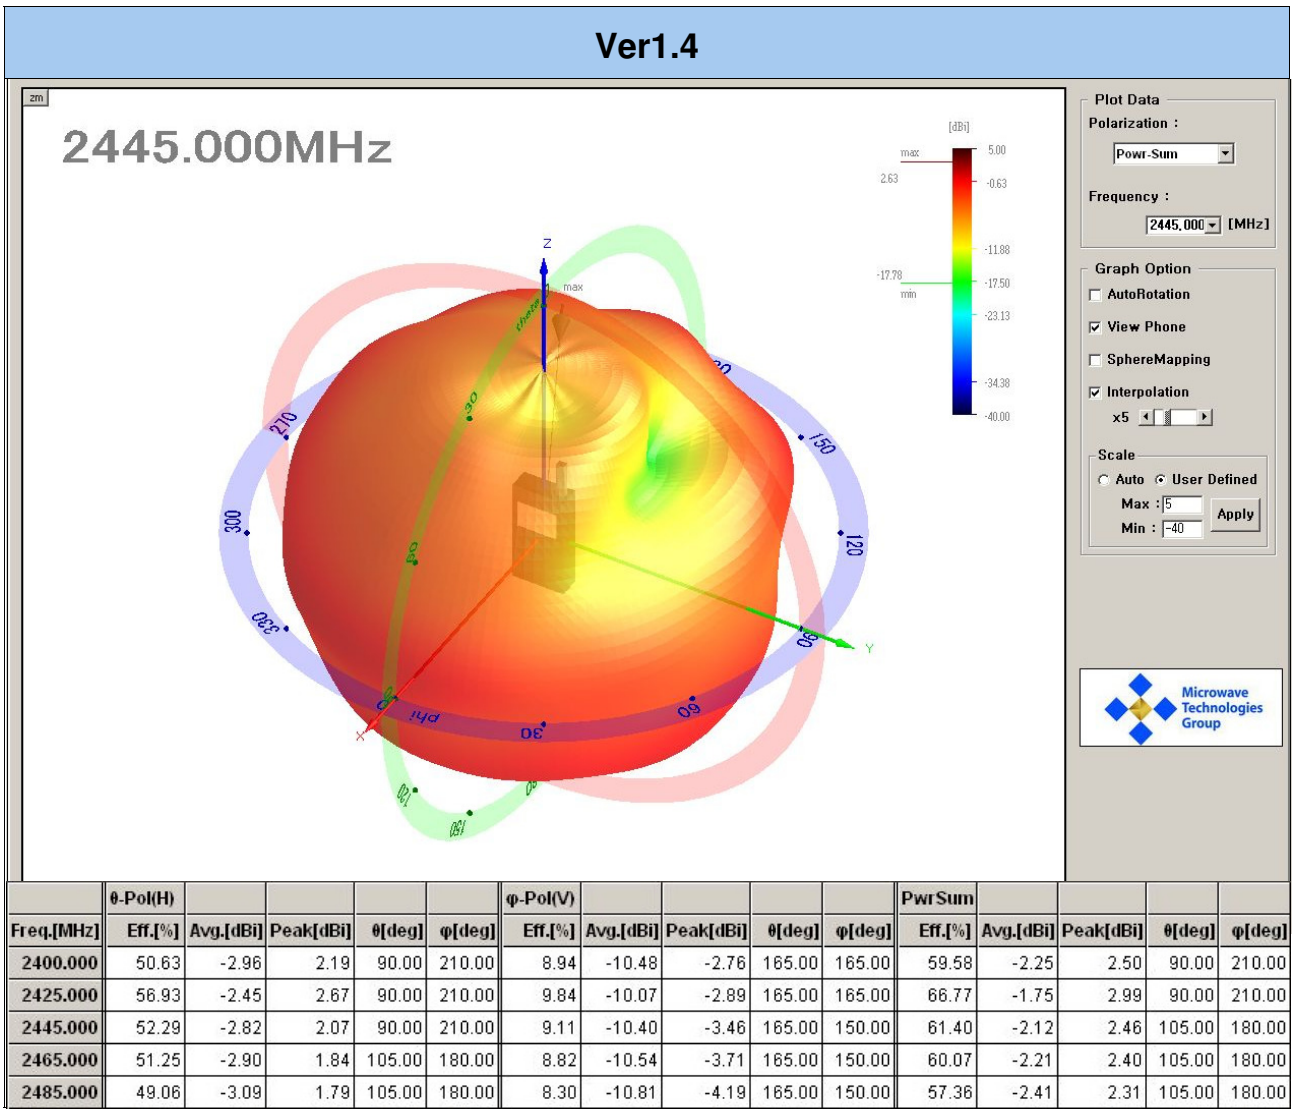 Ver1.4
zm
2445.000MHz
[dBi]
max
2.63
5.00
-0.63
-11.88
-17.78
min
-17.50
-23.13
-34.38
-40.00
Z
max
theta
30
270
150
300
120
330
90
60
30
phi
Y
X
120
150
Plot Data
Polarization :
Powr-Sum
Frequency :
2445,000 [MHz]
Graph Option
AutoRotation
View Phone
SphereMapping
Interpolation
x5
Scale
Auto User Defined
Max : 5
Min : -40
Apply
Microwave
Technologies
Group
θ-Pol(H) φ-Pol(V) PwrSum
Freq.[MHz] Eff.[%] Avg.[dBi] Peak[dBi] θ[deg] φ[deg] Eff.[%] Avg.[dBi] Peak[dBi] θ[deg] φ[deg] Eff.[%] Avg.[dBi] Peak[dBi] θ[deg] φ[deg]
2400.000 50.63 -2.96 2.19 90.00 210.00 8.94 -10.48 -2.76 165.00 165.00 59.58 -2.25 2.50 90.00 210.00
2425.000 56.93 -2.45 2.67 90.00 210.00 9.84 -10.07 -2.89 165.00 165.00 66.77 -1.75 2.99 90.00 210.00
2445.000 52.29 -2.82 2.07 90.00 210.00 9.11 -10.40 -3.46 165.00 150.00 61.40 -2.12 2.46 105.00 180.00
2465.000 51.25 -2.90 1.84 105.00 180.00 8.82 -10.54 -3.71 165.00 150.00 60.07 -2.21 2.40 105.00 180.00
2485.000 49.06 -3.09 1.79 105.00 180.00 8.30 -10.81 -4.19 165.00 150.00 57.36 -2.41 2.31 105.00 180.00